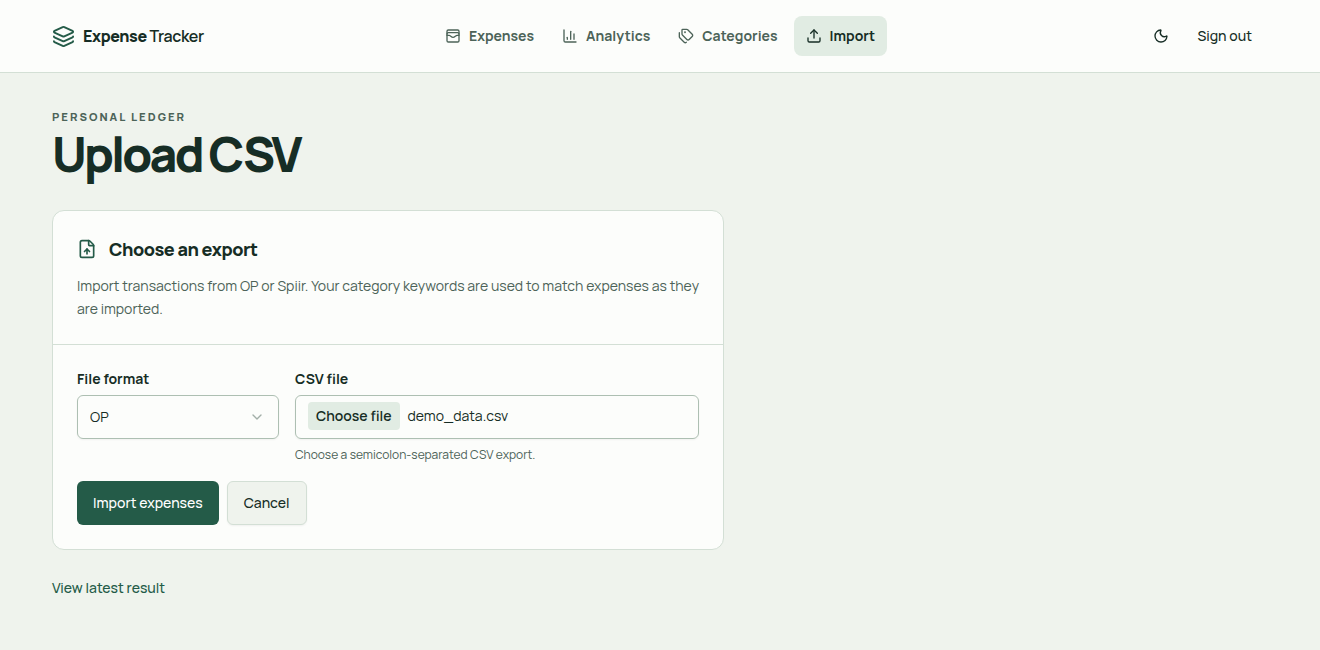 Expense Tracker
Expenses
Analytics
Categories
Import
Sign out
PERSONAL LEDGER
Upload CSV
Choose an export
Import transactions from OP or Spiir. Your category keywords are used to match expenses as they
are imported.
File format
CSV file
OP
Choose file demo_data.csv
Choose a semicolon-separated CSV export.
Import expenses
Cancel
View latest result